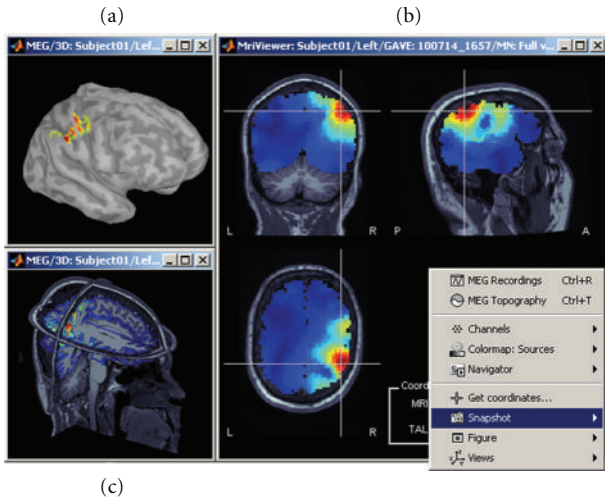 (a)
(b)
MEG/3D: Subject01/Lef...
MriViewer: Subject01/Left/GAVE: 100714_1657/MN: Full v...
L
R
P
A
MEG/3D: Subject01/Lef...
L
R
Coord
MRI
TAL
MEG Recordings Ctrl+R
MEG Topography Ctrl+T
Channels
Colormap: Sources
Navigator
Get coordinates...
Snapshot
Figure
Views
(c)